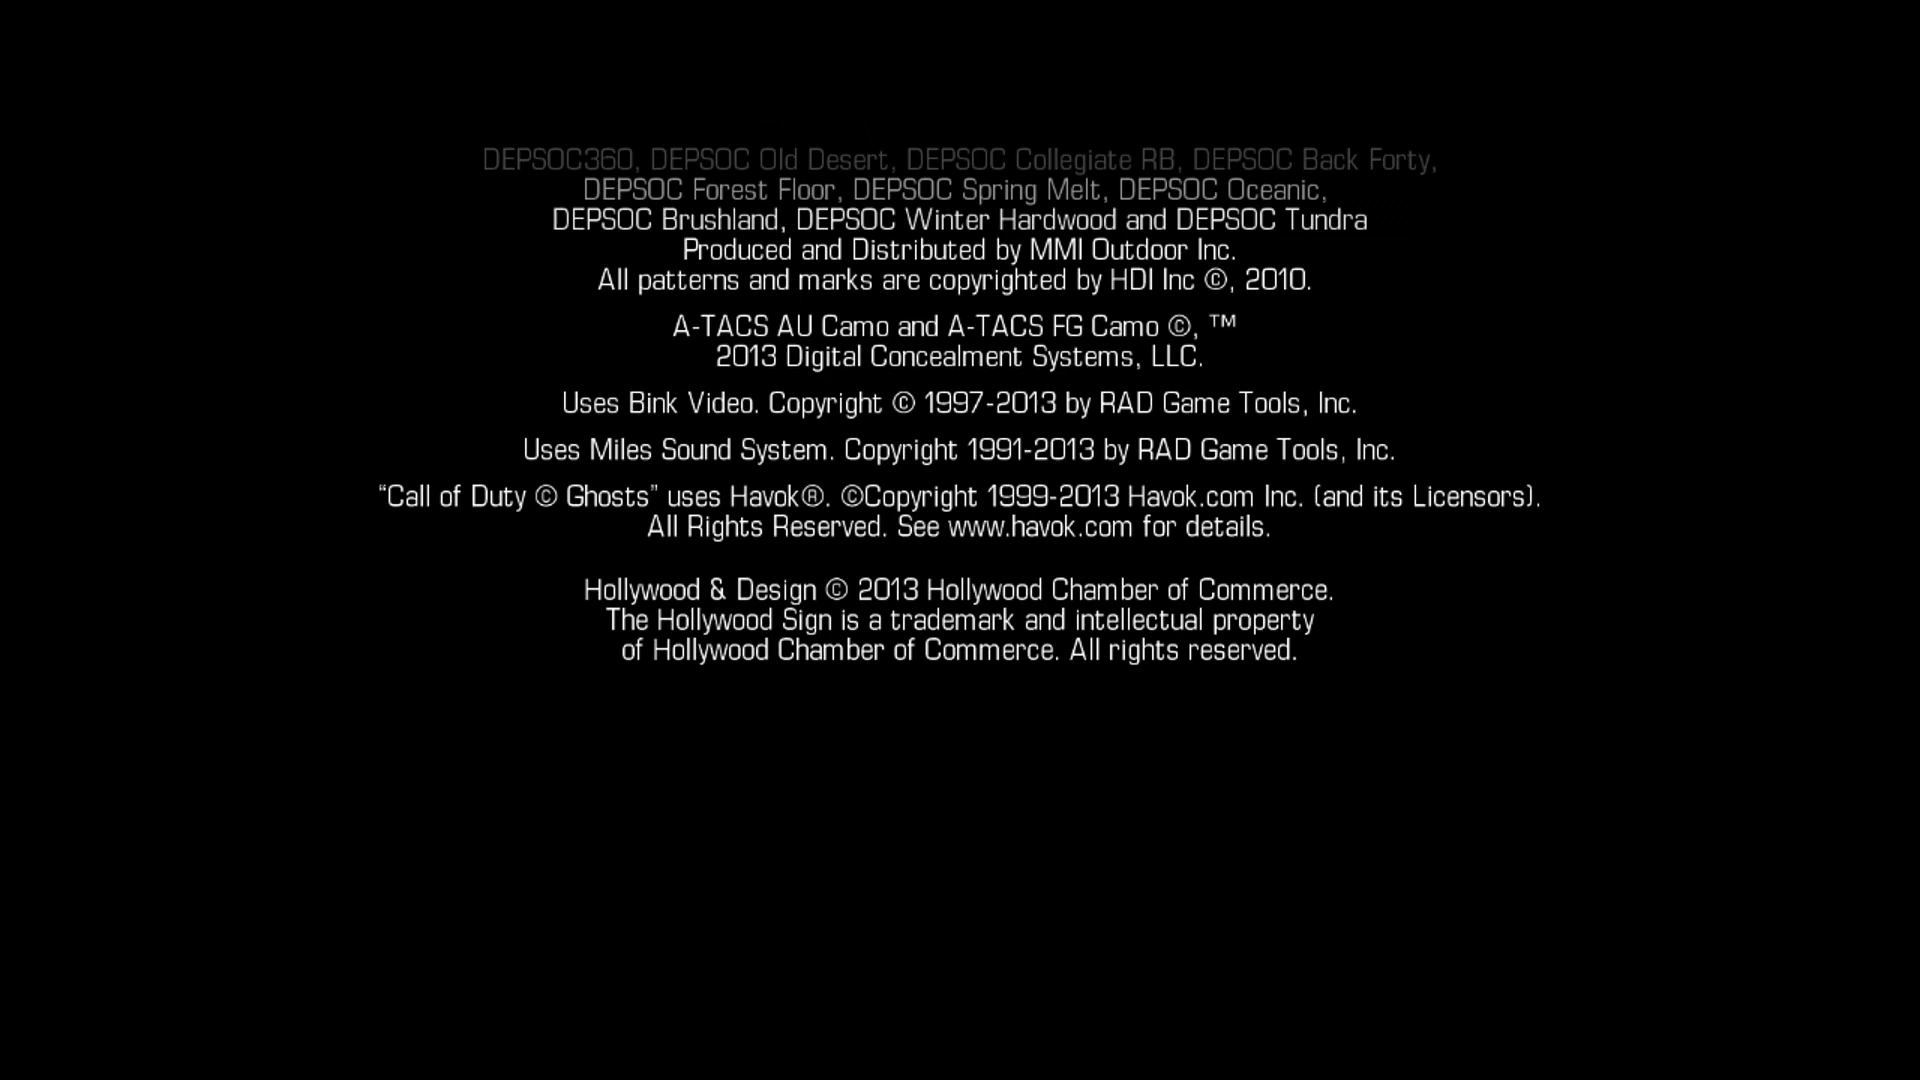 DEPSOC360, DEPSOC Old Desert, DEPSOC Collegiate RB, DEPSOC Back Forty,
DEPSOC Forest Floor, DEPSOC Spring Melt, DEPSOC Oceanic,
DEPSOC Brushland, DEPSOC Winter Hardwood and DEPSOC Tundra
Produced and Distributed by MMI Outdoor Inc.
All patterns and marks are copyrighted by HDI Inc ©, 2010.
A-TACS AU Camo and A-TACS FG Camo ©, ™
2013 Digital Concealment Systems, LLC.
Uses Bink Video. Copyright © 1997-2013 by RAD Game Tools, Inc.
Uses Miles Sound System. Copyright 1991-2013 by RAD Game Tools, Inc.
“Call of Duty © Ghosts” uses Havok®. ©Copyright 1999-2013 Havok.com Inc. (and its Licensors).
All Rights Reserved. See www.havok.com for details.
Hollywood & Design © 2013 Hollywood Chamber of Commerce.
The Hollywood Sign is a trademark and intellectual property
of Hollywood Chamber of Commerce. All rights reserved.